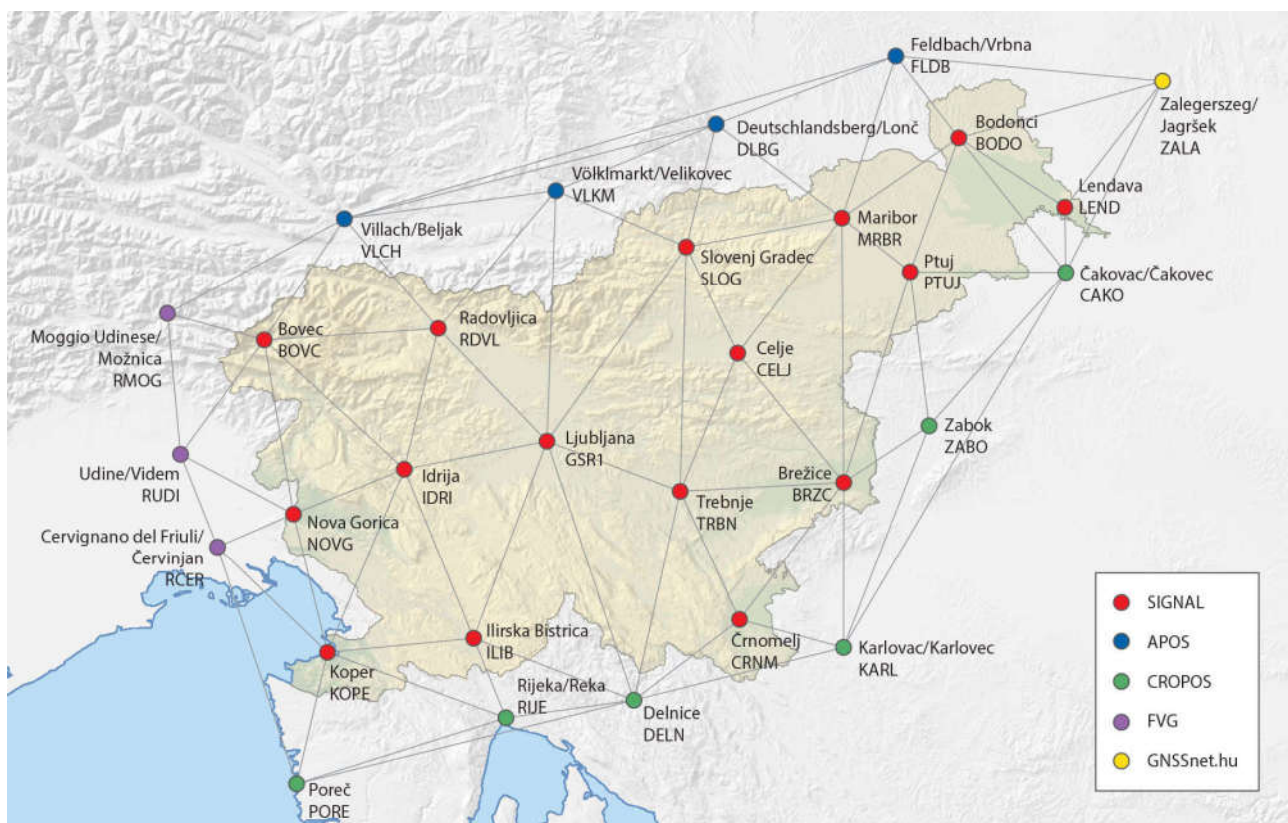 Feldbach/Vrbna
FLDB
Zalegerszeg/
Jagršek
ZALA
Deutschlandsberg/Lonč
DLBG
Bodonci
BODO
Völklmarkt/Velikovec
VLKM
Lendava
LEND
Villach/Beljak
VLCH
Maribor
MRBR
Slovenj Gradec
SLOG
Ptuj
PTUJ
Čakovac/Čakovec
CAKO
Moggio Udinese/
Možnica
RMOG
Bovec
BOVC
Radovljica
RDVL
Celje
CELJ
Zabok
ZABO
Ljubljana
GSR1
Udine/Videm
RUDI
Idrija
IDRI
Brežice
BRZC
Trebnje
TRBN
Nova Gorica
NOVG
Cervignano del Friuli/
Červinjan
RCER
Ilirska Bistrica
ILIB
Črnomelj
CRNM
Karlovac/Karlovec
KARL
Koper
KOPE
Rijeka/Reka
RIJE
Delnice
DELN
Poreč
PORE
SIGNAL
APOS
CROPOS
FVG
GNSSnet.hu